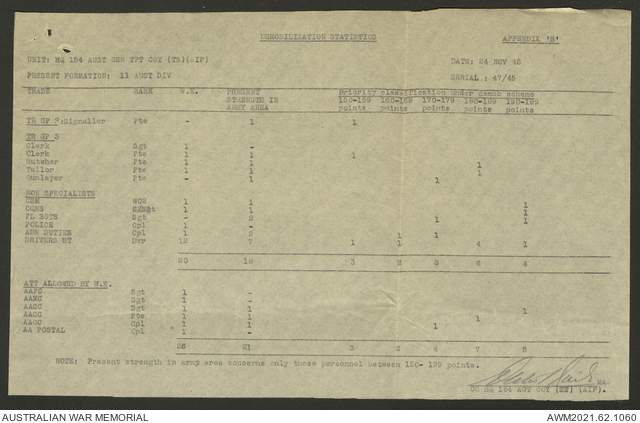 DEMOBILIZATION STATISTICS
APPENDIX 'B'
UNIT: HQ 154 AUST GEN TPT COY (TS)(AIF)
DATE: 24 NOV 45
PRESENT FORMATION: 11 AUST DIV
SERIAL : 47/45
TRADE RANK W.E. PRESENT STRENGTH IN ARMY AREA Priority classification under demob scheme
150-159 points 160-169 points 170-179 points 180-189 points 190-199 points
TR GP 2:Signaller Pte - 1 1
TR GP 3
Clerk Sgt 1 -
Clerk Pte 1 1 1
Butcher Pte 1 1 1
Tailor Pte 1 1 1
Gunlayer Pte - 1 1
NON SPECIALISTS
CSM WO2 1 1 1
CQMS S/Sgt 1 1 1
PL SGTS Sgt - 2 1 1
POLICE Cpl 1 -
ADM DUTIES Cpl 1 2 1 1
DRIVERS MT Dvr 12 7 1 1 4 1
20 18 3 2 3 6 4
ATT ALLOWED BY W.E.
AAPC Sgt 1 -
AAMC Sgt 1 -
AACC Sgt 1 1 1
AACC Pte 1 1 1
AAOC Cpl 1 1 1
AA POSTAL Cpl 1 -
26 21 3 2 4 7 5
NOTE: Present strength in army area concerns only those personnel between 150- 199 points.
OC HQ 154 AGT COY (TS) (AIF).
AUSTRALIAN WAR MEMORIAL
AWM2021.62.1060